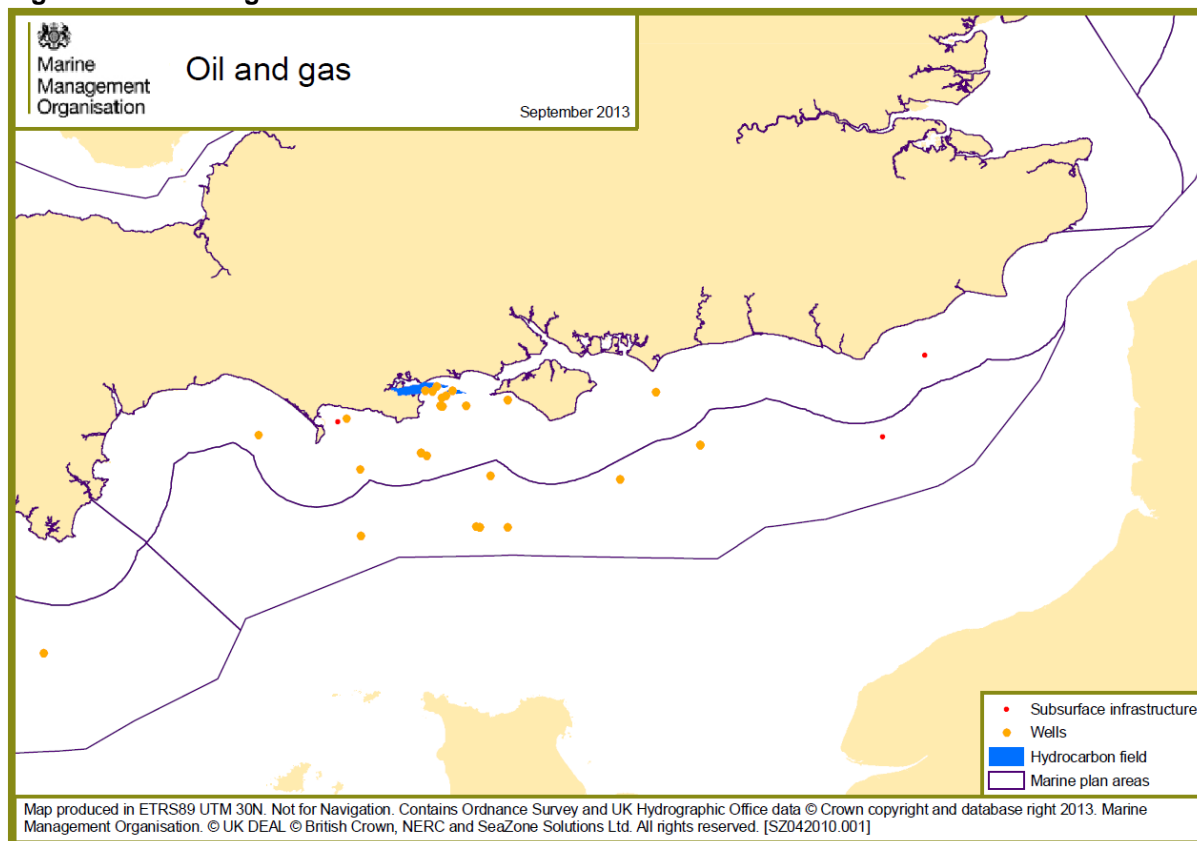 Marine
Management
Organisation
Oil and gas
September 2013
Subsurface infrastructure
Wells
Hydrocarbon field
Marine plan areas
Map produced in ETRS89 UTM 30N. Not for Navigation. Contains Ordnance Survey and UK Hydrographic Office data © Crown copyright and database right 2013. Marine
Management Organisation. © UK DEAL © British Crown, NERC and SeaZone Solutions Ltd. All rights reserved. [SZ042010.001]